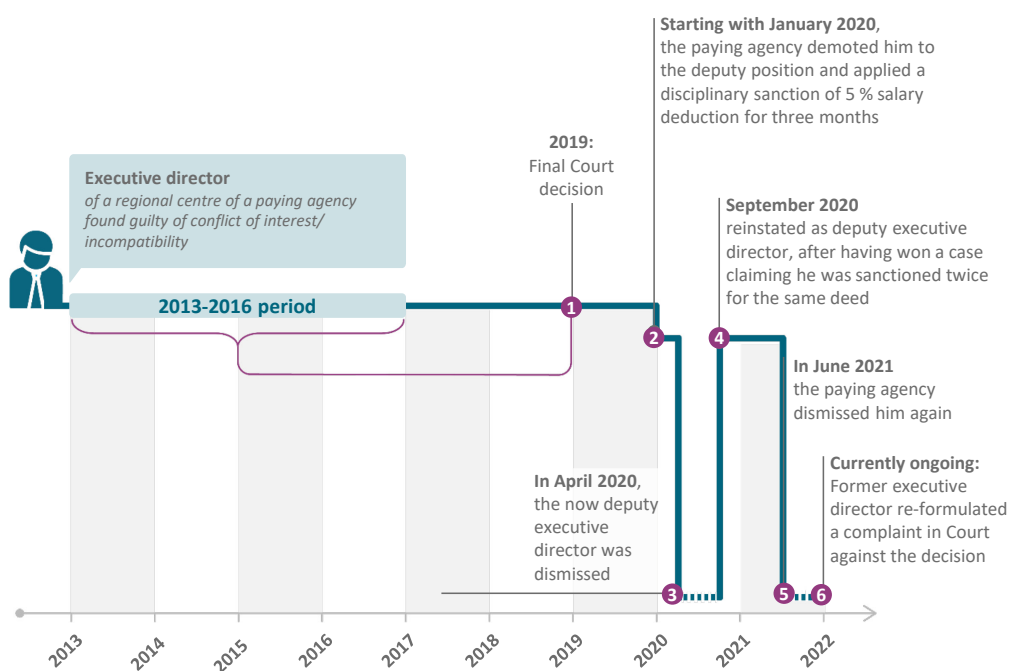 Starting with January 2020,
the paying agency demoted him to
the deputy position and applied a
disciplinary sanction of 5 % salary
deduction for three months
2019:
Final Court
decision
Executive director
of a regional centre of a paying agency
found guilty of conflict of interest/
incompatibility
September 2020
reinstated as deputy executive
director, after having won a case
claiming he was sanctioned twice
for the same deed
2013-2016 period
1
2
4
In June 2021
the paying agency
dismissed him again
In April 2020,
the now deputy
executive
director was
dismissed
Currently ongoing:
Former executive
director re-formulated
a complaint in Court
against the decision
3
5
6
2013
2014
2015
2016
2017
2018
2019
2020
2021
2022